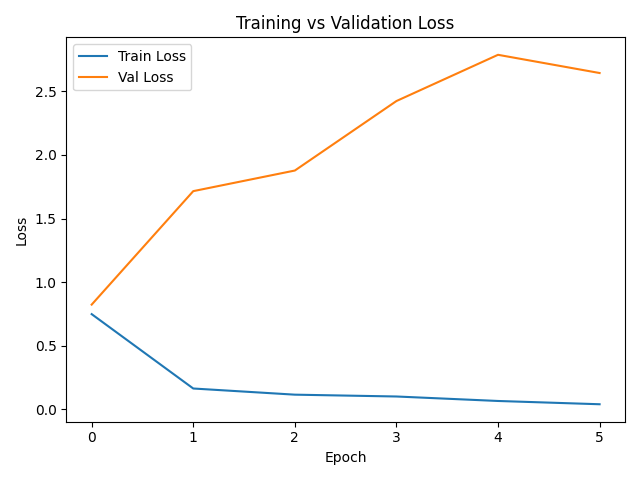 Training vs Validation Loss
Train Loss
Val Loss
2.5
2.0
1.5
1.0
0.5
0.0
Loss
0 1 2 3 4 5
Epoch